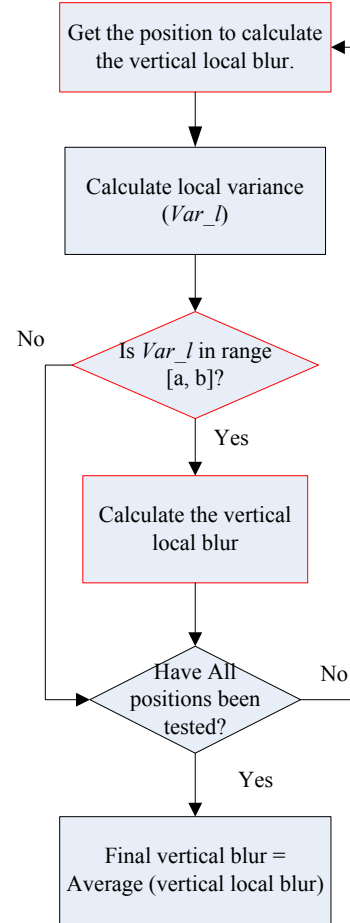 Get the position to calculate
the vertical local blur.
Calculate local variance
(Var_l)
No
Is Var_l in range
[a, b]?
Yes
Calculate the vertical
local blur
Have All
positions been
tested?
No
Yes
Final vertical blur =
Average (vertical local blur)